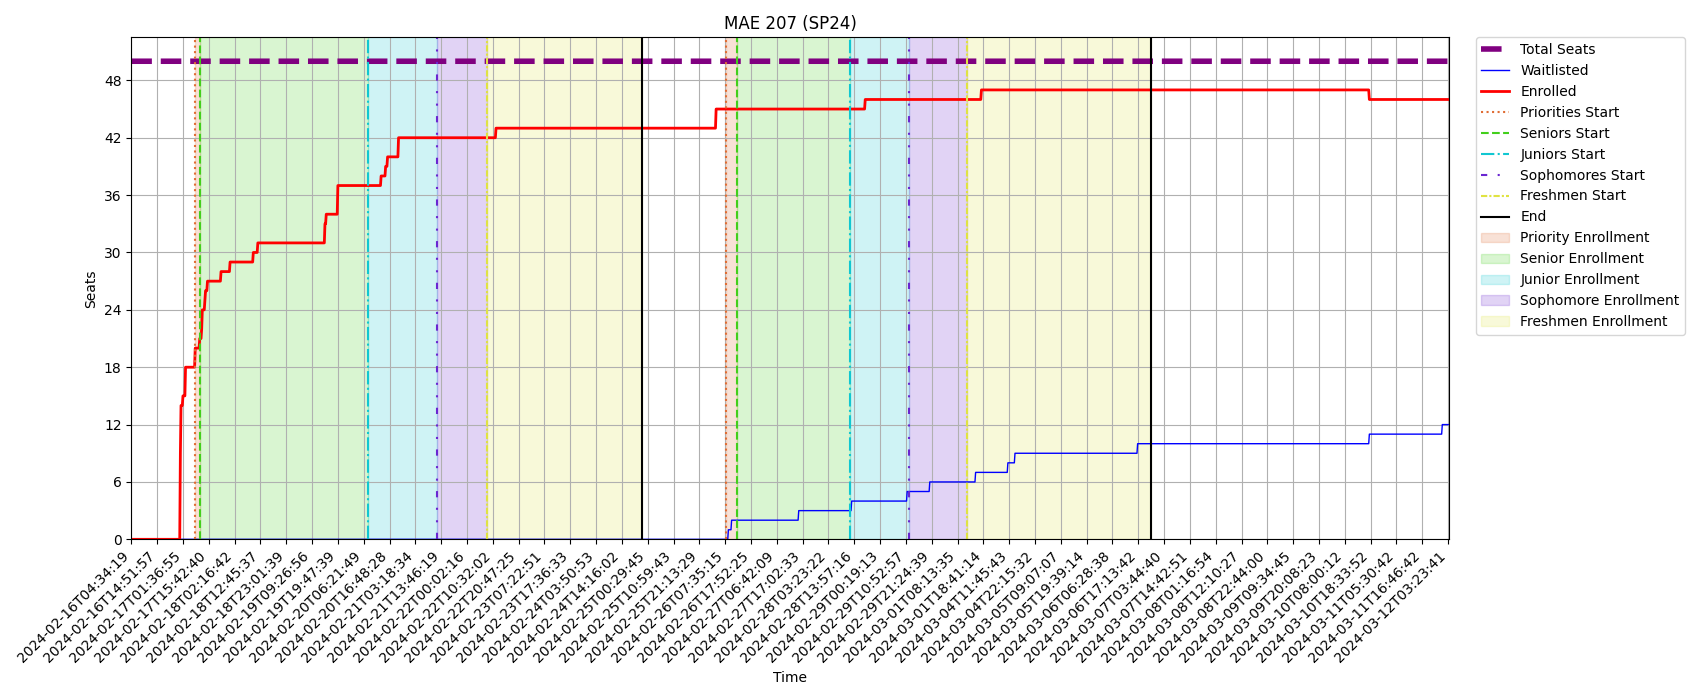 MAE 207 (SP24)
Seats
48
42
36
30
24
18
12
6
0
2024-02-16T04:34:19
2024-02-16T14:51:57
2024-02-17T01:36:55
2024-02-17T15:42:40
2024-02-18T02:16:42
2024-02-18T12:45:37
2024-02-18T23:01:39
2024-02-19T09:26:56
2024-02-19T19:47:39
2024-02-20T06:21:49
2024-02-20T16:48:28
2024-02-21T03:18:34
2024-02-21T13:46:19
2024-02-22T00:02:16
2024-02-22T10:32:02
2024-02-22T20:47:25
2024-02-23T07:22:51
2024-02-23T17:36:33
2024-02-24T03:50:53
2024-02-24T14:16:02
2024-02-25T00:29:45
2024-02-25T10:59:43
2024-02-25T21:13:29
2024-02-26T07:35:15
2024-02-26T17:52:25
2024-02-27T06:42:09
2024-02-27T17:02:33
2024-02-28T03:23:22
2024-02-28T13:57:16
2024-02-29T00:19:13
2024-02-29T10:52:57
2024-02-29T21:24:39
2024-03-01T08:13:35
2024-03-01T18:41:14
2024-03-04T11:45:43
2024-03-04T22:15:32
2024-03-05T09:07:07
2024-03-05T19:39:14
2024-03-06T06:28:38
2024-03-06T17:13:42
2024-03-07T03:44:40
2024-03-07T14:42:51
2024-03-08T01:16:54
2024-03-08T12:10:27
2024-03-08T22:44:00
2024-03-09T09:34:45
2024-03-09T20:08:23
2024-03-10T08:00:12
2024-03-10T18:33:52
2024-03-11T05:30:42
2024-03-11T16:46:42
2024-03-12T03:23:41
Time
Total Seats
Waitlisted
Enrolled
Priorities Start
Seniors Start
Juniors Start
Sophomores Start
Freshmen Start
End
Priority Enrollment
Senior Enrollment
Junior Enrollment
Sophomore Enrollment
Freshmen Enrollment